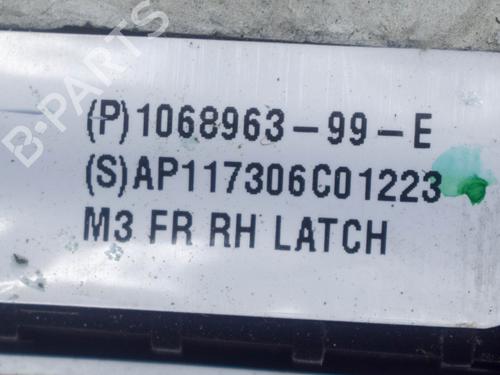 B-PARTS
(P)1068963-99-E
(S)AP117306C01223
M3 FR RH LATCH